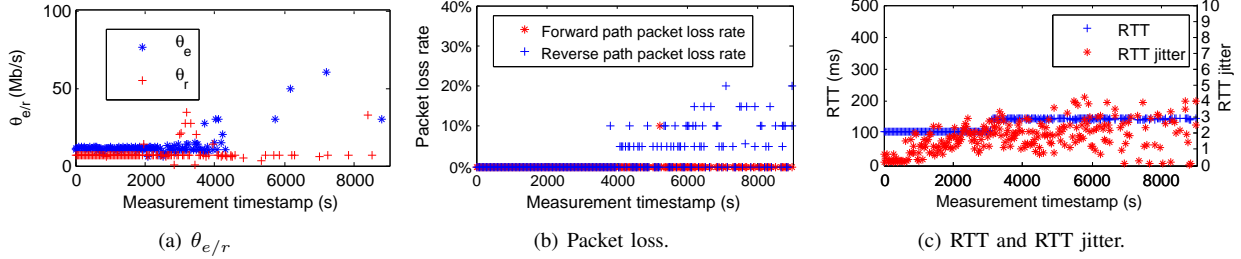 100
50
0
θe/r (Mb/s)
θe
θr
0 2000 4000 6000 8000
Measurement timestamp (s)
(a) θe/r
40%
30%
20%
10%
0%
Packet loss rate
Forward path packet loss rate
Reverse path packet loss rate
0 2000 4000 6000 8000
Measurement timestamp (s)
(b) Packet loss.
500
400
300
200
100
0
RTT (ms)
RTT
RTT jitter
10
9
8
7
6
5
4
3
2
1
0
RTT jitter
0 2000 4000 6000 8000
Measurement timestamp (s)
(c) RTT and RTT jitter.